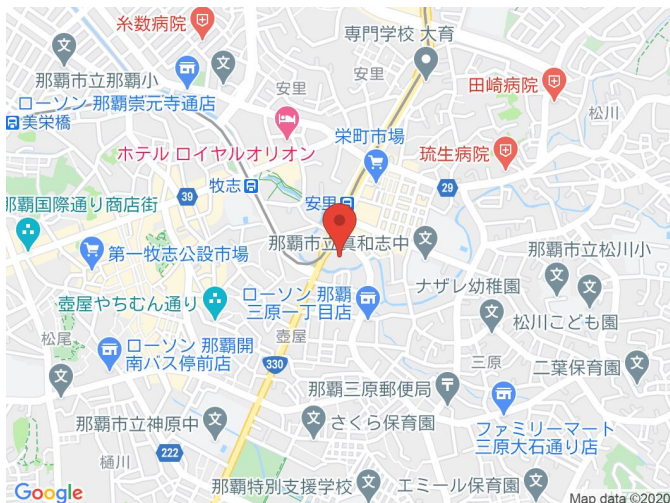 糸数病院
専門学校 大育
那覇市立那覇小
安里
安里
田崎病院
ローソン 那覇崇元寺通店
松川
美栄橋
栄町市場
琉生病院
ホテル ロイヤルオリオン
牧志
29
39
安里
那覇国際通り商店街
那覇市立真和志中
那覇市立松川小
第一牧志公設市場
ナザレ幼稚園
壺屋やちむん通り
ローソン 那覇
三原一丁目店
松川こども園
松尾
壺屋
ローソン 那覇開
南バス停前店
330
三原
二葉保育園
那覇三原郵便局
那覇市立神原中
さくら保育園
ファミリーマート
三原大石通り店
222
樋川
那覇特別支援学校
エミール保育園
Google
Map data ©2020